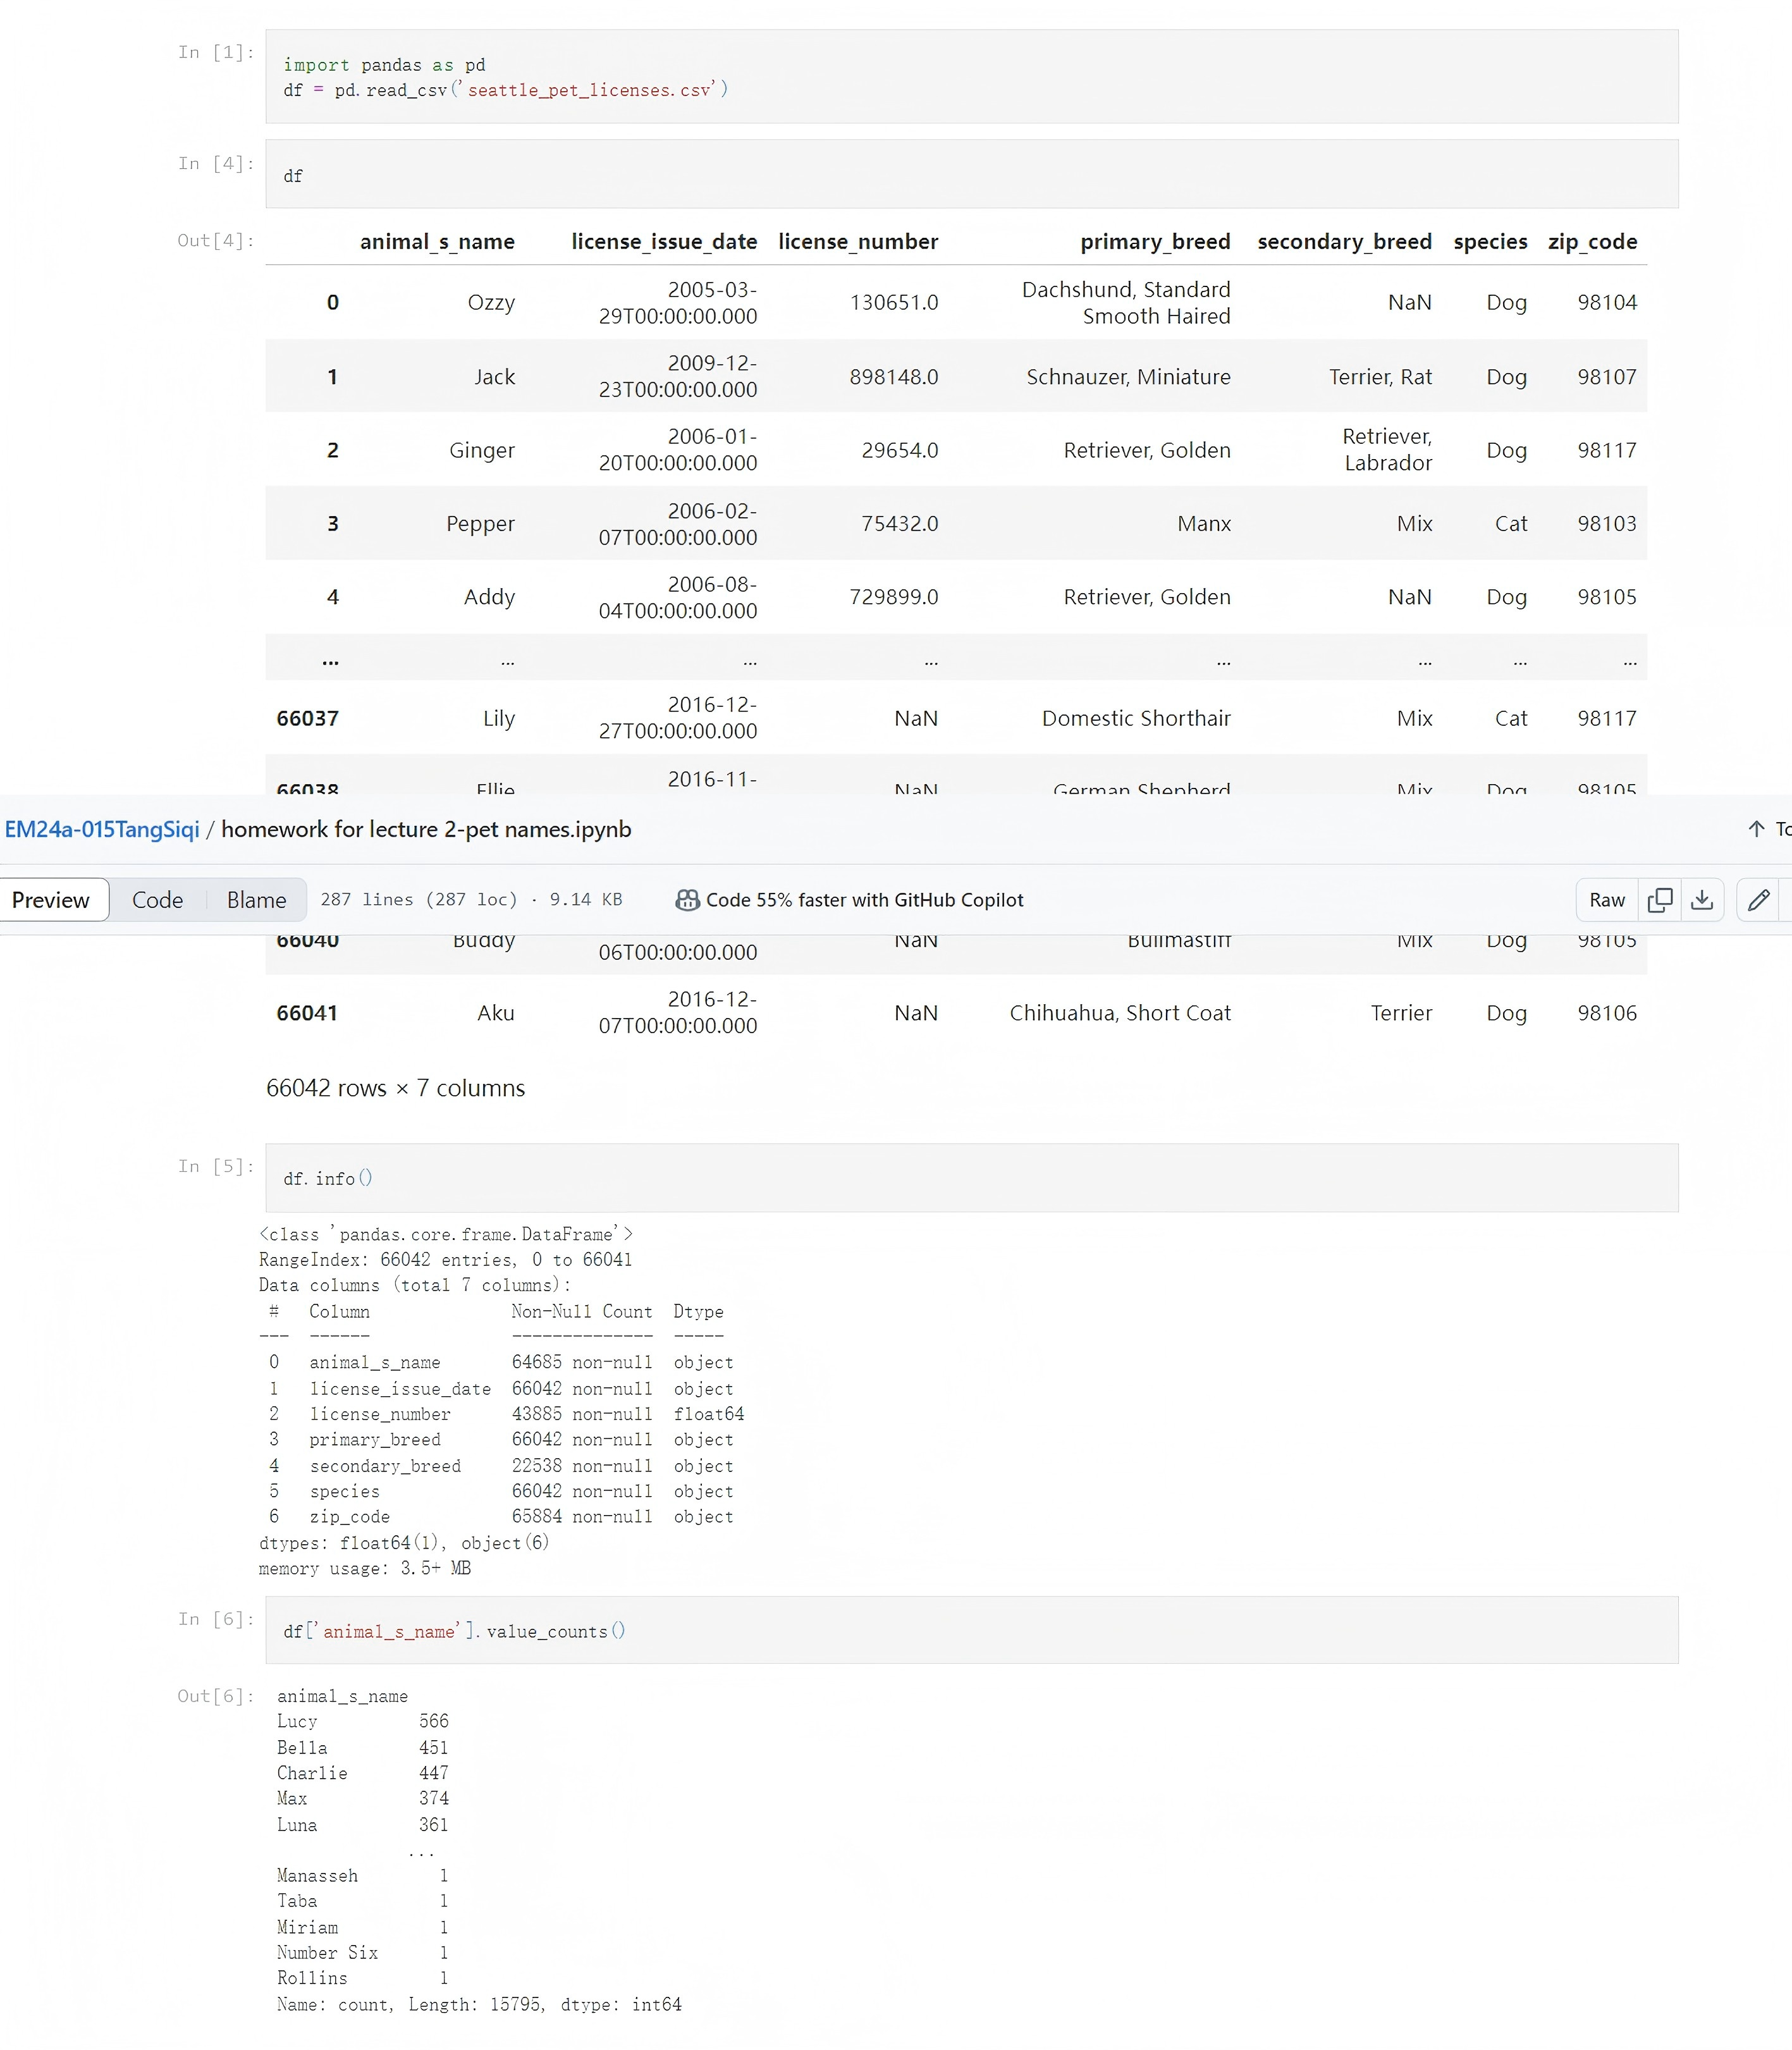 In [1]:
import pandas as pd
df = pd.read_csv('seattle_pet_licenses.csv')
In [4]:
df
Out[4]:
animal_s_name license_issue_date license_number primary_breed secondary_breed species zip_code
0 Ozzy 2005-03-29T00:00:00.000 130651.0 Dachshund, Standard Smooth Haired NaN Dog 98104
1 Jack 2009-12-23T00:00:00.000 898148.0 Schnauzer, Miniature Terrier, Rat Dog 98107
2 Ginger 2006-01-20T00:00:00.000 29654.0 Retriever, Golden Retriever, Labrador Dog 98117
3 Pepper 2006-02-07T00:00:00.000 75432.0 Manx Mix Cat 98103
4 Addy 2006-08-04T00:00:00.000 729899.0 Retriever, Golden NaN Dog 98105
... ... ... ... ... ... ... ...
66037 Lily 2016-12-27T00:00:00.000 NaN Domestic Shorthair Mix Cat 98117
66038 Ellie 2016-11- NaN German Shepherd Mix Dog 98105
EM24a-015TangSiqi / homework for lecture 2-pet names.ipynb
Preview Code Blame 287 lines (287 loc) · 9.14 KB Code 55% faster with GitHub Copilot Raw
66040 Buddy 06T00:00:00.000 NaN Bullmastiff Mix Dog 98105
66041 Aku 2016-12-07T00:00:00.000 NaN Chihuahua, Short Coat Terrier Dog 98106
66042 rows × 7 columns
In [5]:
df.info()
<class 'pandas.core.frame.DataFrame'>
RangeIndex: 66042 entries, 0 to 66041
Data columns (total 7 columns):
# Column Non-Null Count Dtype
--- ------ -------------- -----
0 animal_s_name 64685 non-null object
1 license_issue_date 66042 non-null object
2 license_number 43885 non-null float64
3 primary_breed 66042 non-null object
4 secondary_breed 22538 non-null object
5 species 66042 non-null object
6 zip_code 65884 non-null object
dtypes: float64(1), object(6)
memory usage: 3.5+ MB
In [6]:
df['animal_s_name'].value_counts()
Out[6]:
animal_s_name
Lucy 566
Bella 451
Charlie 447
Max 374
Luna 361
...
Manasseh 1
Taba 1
Miriam 1
Number Six 1
Rollins 1
Name: count, Length: 15795, dtype: int64